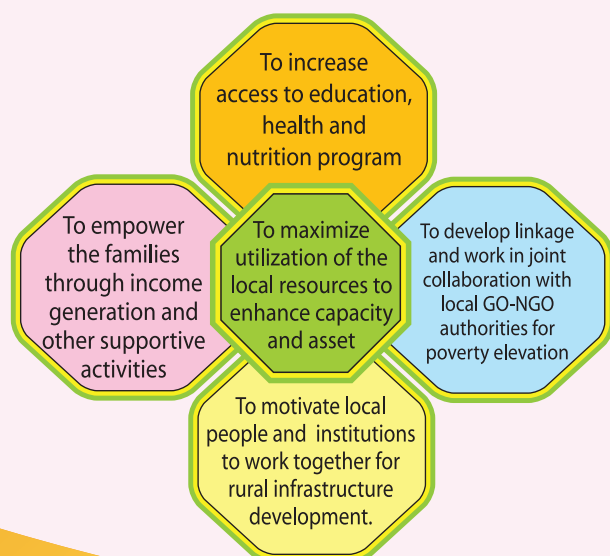 To increase
access to education,
health and
nutrition program
To empower
the families
through income
generation and
other supportive
activities
To maximize
utilization of the
local resources to
enhance capacity
and asset
To develop linkage
and work in joint
collaboration with
local GO-NGO
authorities for
poverty elevation
To motivate local
people and institutions
to work together for
rural infrastructure
development.